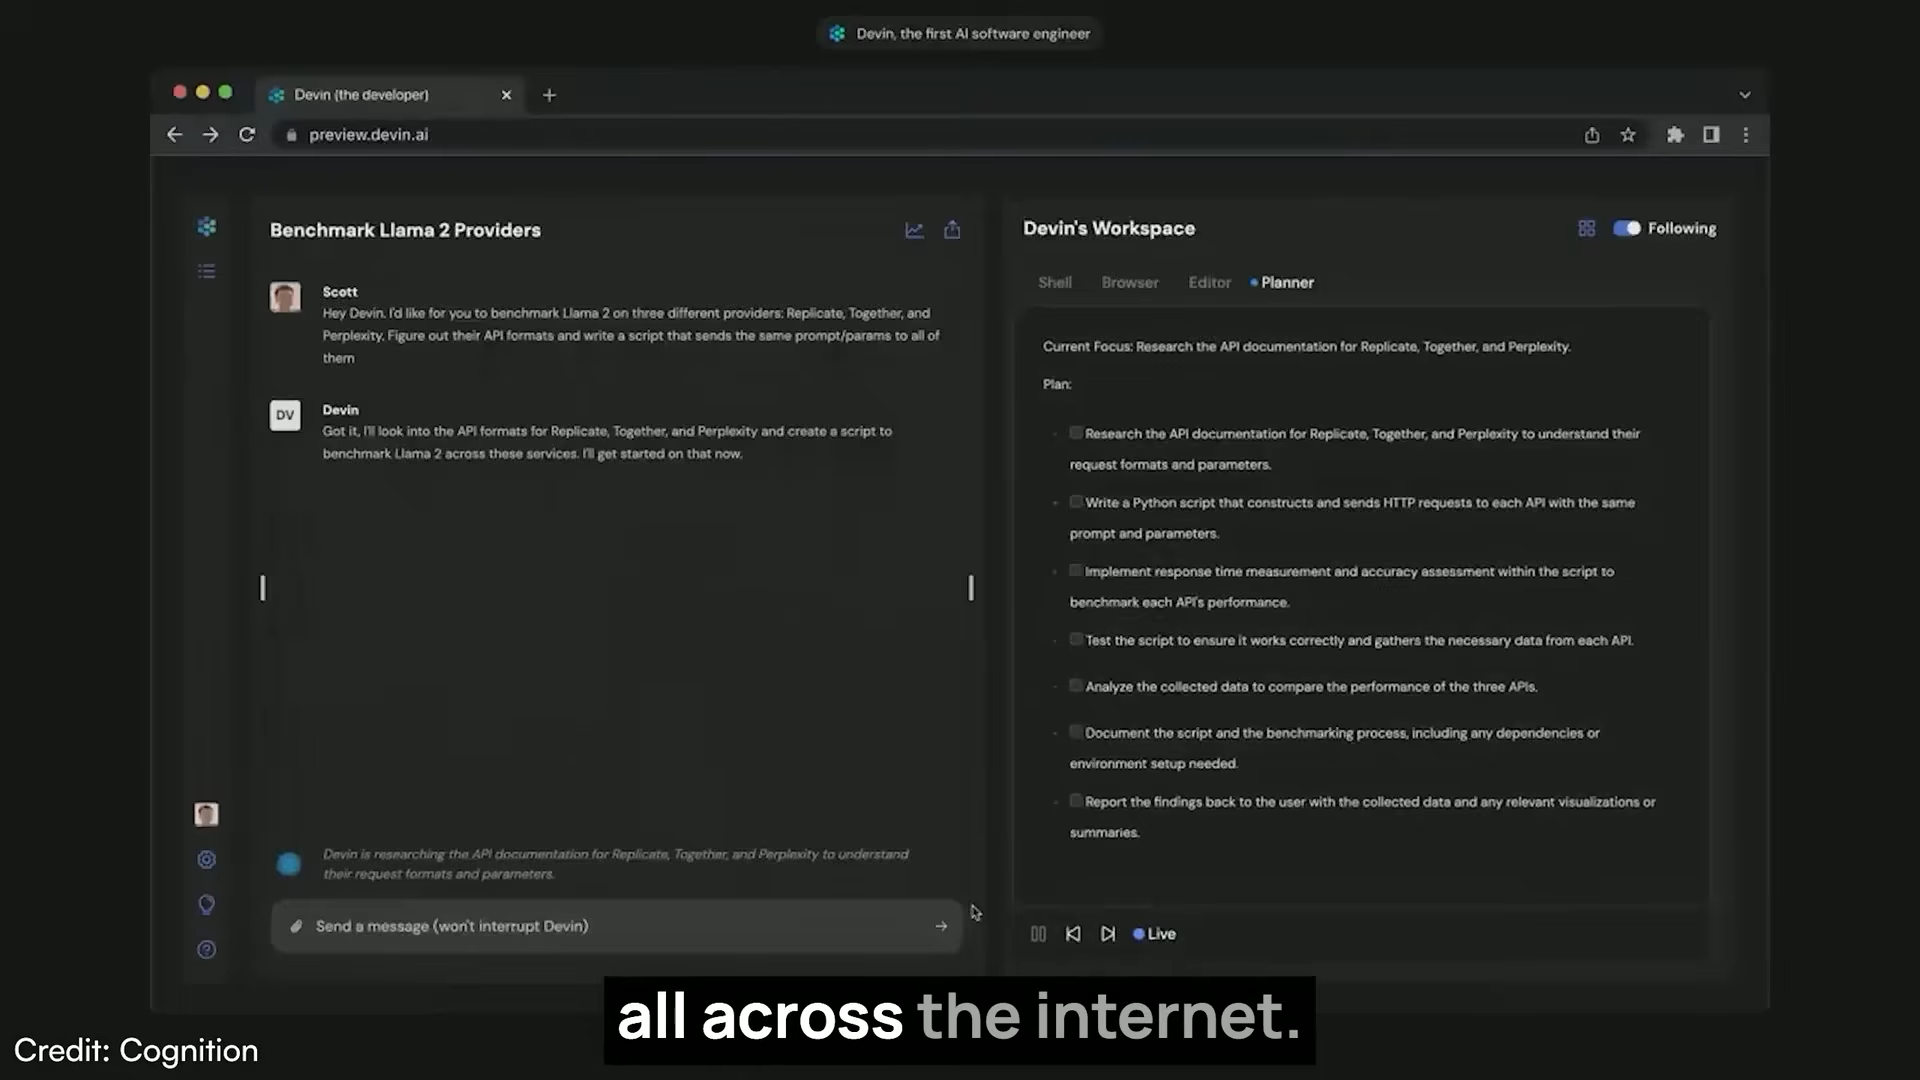 Devin, the first AI software engineer
Devin (the developer)
preview.devin.ai
Benchmark Llama 2 Providers
Scott
Hey Devin. I'd like for you to benchmark Llama 2 on three different providers: Replicate, Together, and
Perplexity. Figure out their API formats and write a script that sends the same prompt/params to all of
them
DV
Devin
Got it, I'll look into the API formats for Replicate, Together, and Perplexity and create a script to
benchmark Llama 2 across these services. I'll get started on that now.
Devin is researching the API documentation for Replicate, Together, and Perplexity to understand
their request formats and parameters.
Send a message (won't interrupt Devin)
Devin's Workspace
Following
Shell Browser Editor Planner
Current Focus: Research the API documentation for Replicate, Together, and Perplexity.
Plan:
Research the API documentation for Replicate, Together, and Perplexity to understand their
request formats and parameters.
Write a Python script that constructs and sends HTTP requests to each API with the same
prompt and parameters.
Implement response time measurement and accuracy assessment within the script to
benchmark each API's performance.
Test the script to ensure it works correctly and gathers the necessary data from each API.
Analyze the collected data to compare the performance of the three APIs.
Document the script and the benchmarking process, including any dependencies or
environment setup needed.
Report the findings back to the user with the collected data and any relevant visualizations or
summaries.
Live
all across the internet.
Credit: Cognition